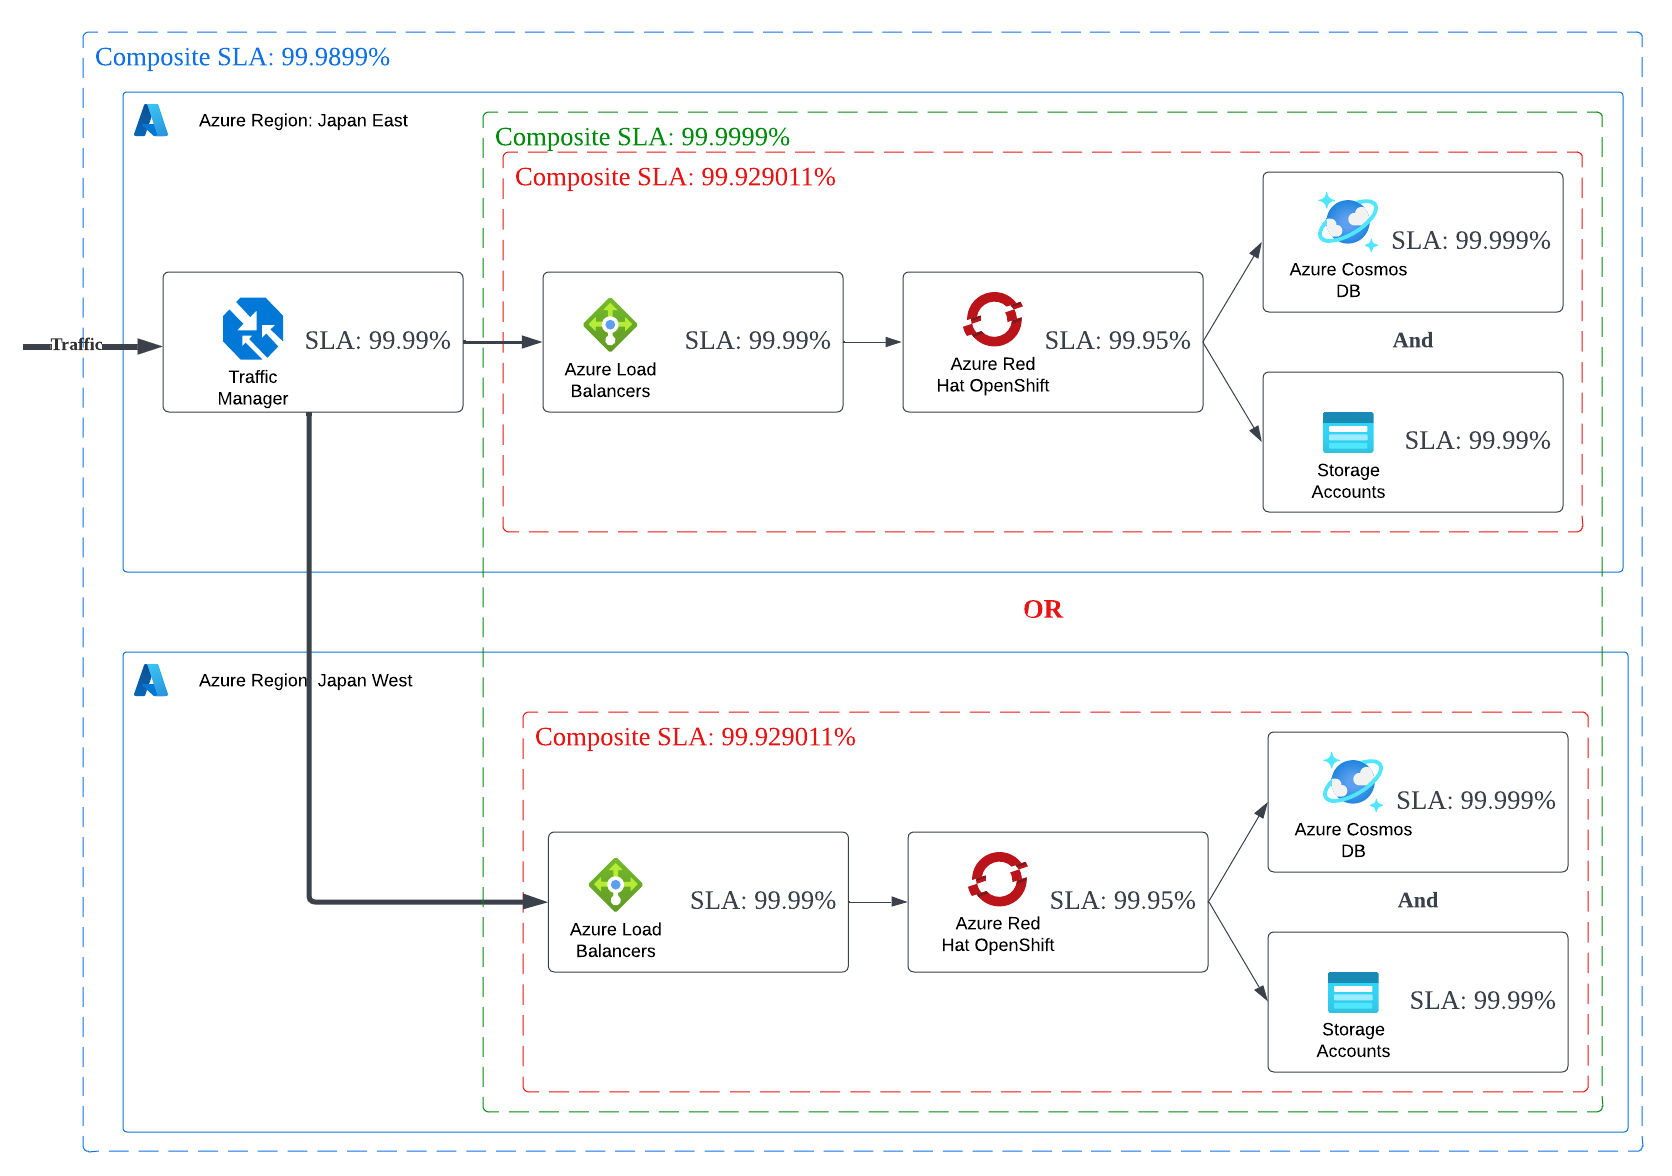 Composite SLA: 99.9899%
Azure Region: Japan East
Composite SLA: 99.9999%
Composite SLA: 99.929011%
SLA: 99.999%
Azure Cosmos
DB
And
Traffic
SLA: 99.99%
Traffic
Manager
SLA: 99.99%
Azure Load
Balancers
SLA: 99.95%
Azure Red
Hat OpenShift
SLA: 99.99%
Storage
Accounts
OR
Azure Region: Japan West
Composite SLA: 99.929011%
SLA: 99.999%
Azure Cosmos
DB
And
SLA: 99.99%
Azure Load
Balancers
SLA: 99.95%
Azure Red
Hat OpenShift
SLA: 99.99%
Storage
Accounts